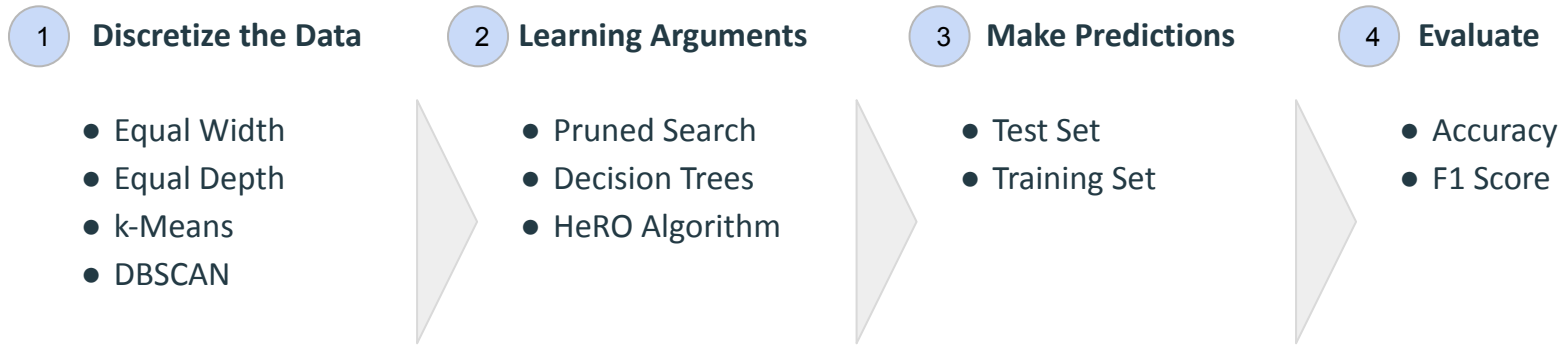 1 Discretize the Data
● Equal Width
● Equal Depth
● k-Means
● DBSCAN
2 Learning Arguments
● Pruned Search
● Decision Trees
● HeRO Algorithm
3 Make Predictions
● Test Set
● Training Set
4 Evaluate
● Accuracy
● F1 Score